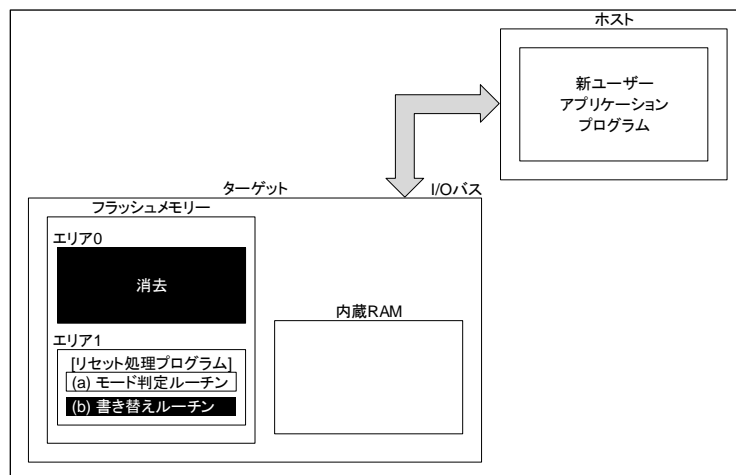 ホスト
新ユーザー
アプリケーション
プログラム
ターゲット
I/Oバス
フラッシュメモリー
エリア0
消去
内蔵RAM
エリア1
[リセット処理プログラム]
(a) モード判定ルーチン
(b) 書き替えルーチン